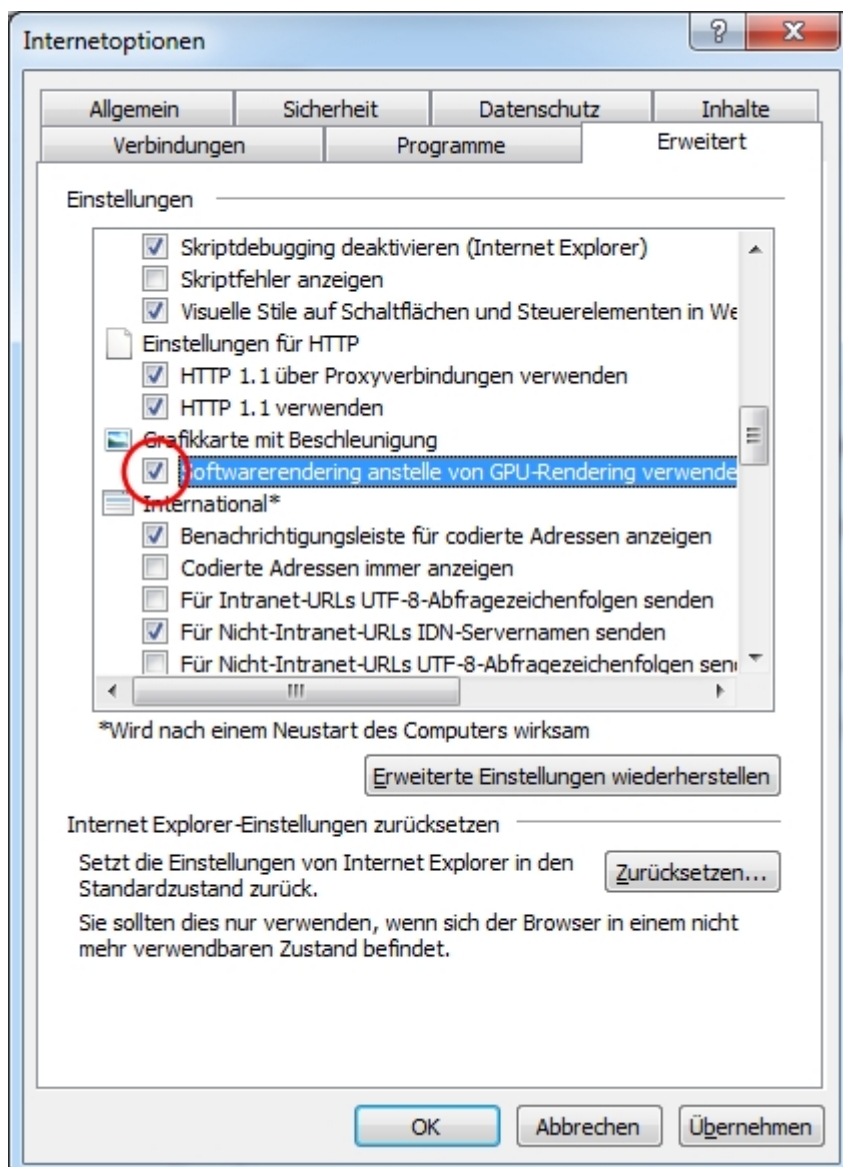 Internetoptionen
Allgemein Sicherheit Datenschutz Inhalte
Verbindungen Programme Erweitert
Einstellungen
Skriptdebugging deaktivieren (Internet Explorer)
Skriptfehler anzeigen
Visuelle Stile auf Schaltflächen und Steuerelementen in We
Einstellungen für HTTP
HTTP 1.1 über Proxyverbindungen verwenden
HTTP 1.1 verwenden
Grafikkarte mit Beschleunigung
Softwarerendering anstelle von GPU-Rendering verwende
International*
Benachrichtigungsleiste für codierte Adressen anzeigen
Codierte Adressen immer anzeigen
Für Intranet-URLs UTF-8-Abfragezeichenfolgen senden
Für Nicht-Intranet-URLs IDN-Servernamen senden
Für Nicht-Intranet-URLs UTF-8-Abfragezeichenfolgen sen
*Wird nach einem Neustart des Computers wirksam
Erweiterte Einstellungen wiederherstellen
Internet Explorer-Einstellungen zurücksetzen
Setzt die Einstellungen von Internet Explorer in den
Standardzustand zurück.
Zurücksetzen...
Sie sollten dies nur verwenden, wenn sich der Browser in einem nicht
mehr verwendbaren Zustand befindet.
OK Abbrechen Übernehmen